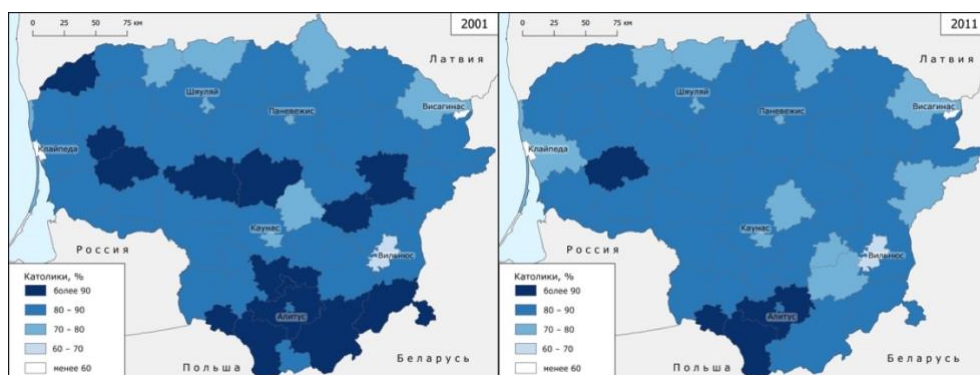 0 25 50 75 км
2001
Латвия
Шяуляй
Паневежис
Висагинас
Клайпеда
Каунас
Вильнюс
Россия
Алитус
Католики, %
более 90
80 – 90
70 – 80
60 – 70
менее 60
Польша
Беларусь
0 25 50 75 км
2011
Латвия
Шяуляй
Паневежис
Висагинас
Клайпеда
Каунас
Вильнюс
Россия
Алитус
Католики, %
более 90
80 – 90
70 – 80
60 – 70
менее 60
Польша
Беларусь